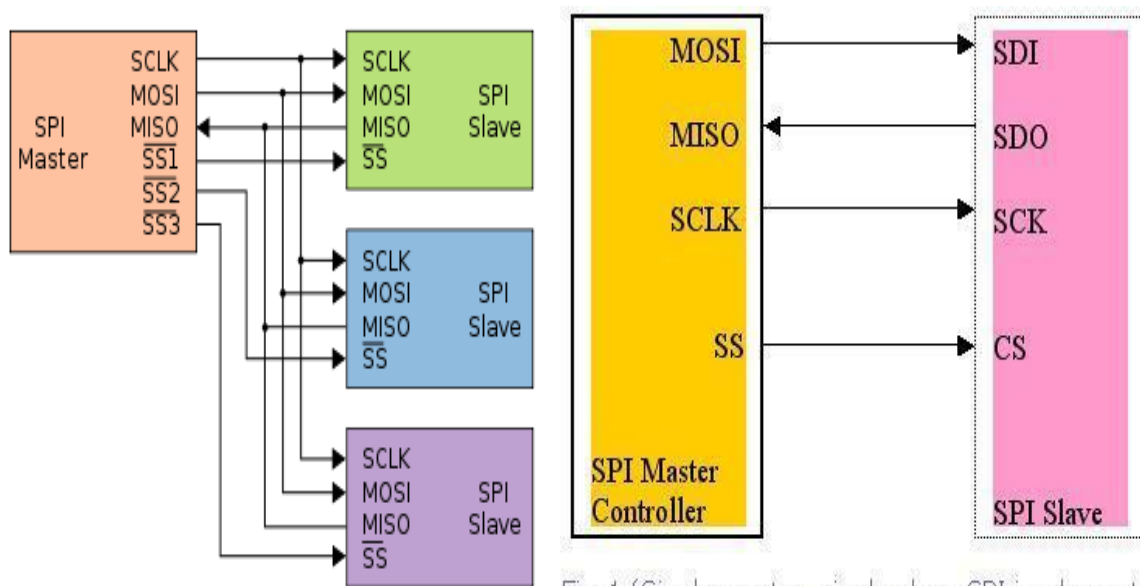 SPI
Master
SCLK
MOSI
MISO
SS1
SS2
SS3
SCLK
MOSI SPI
MISO Slave
SS
SCLK
MOSI SPI
MISO Slave
SS
SCLK
MOSI SPI
MISO Slave
SS
MOSI
MISO
SCLK
SS
SPI Master
Controller
SDI
SDO
SCK
CS
SPI Slave